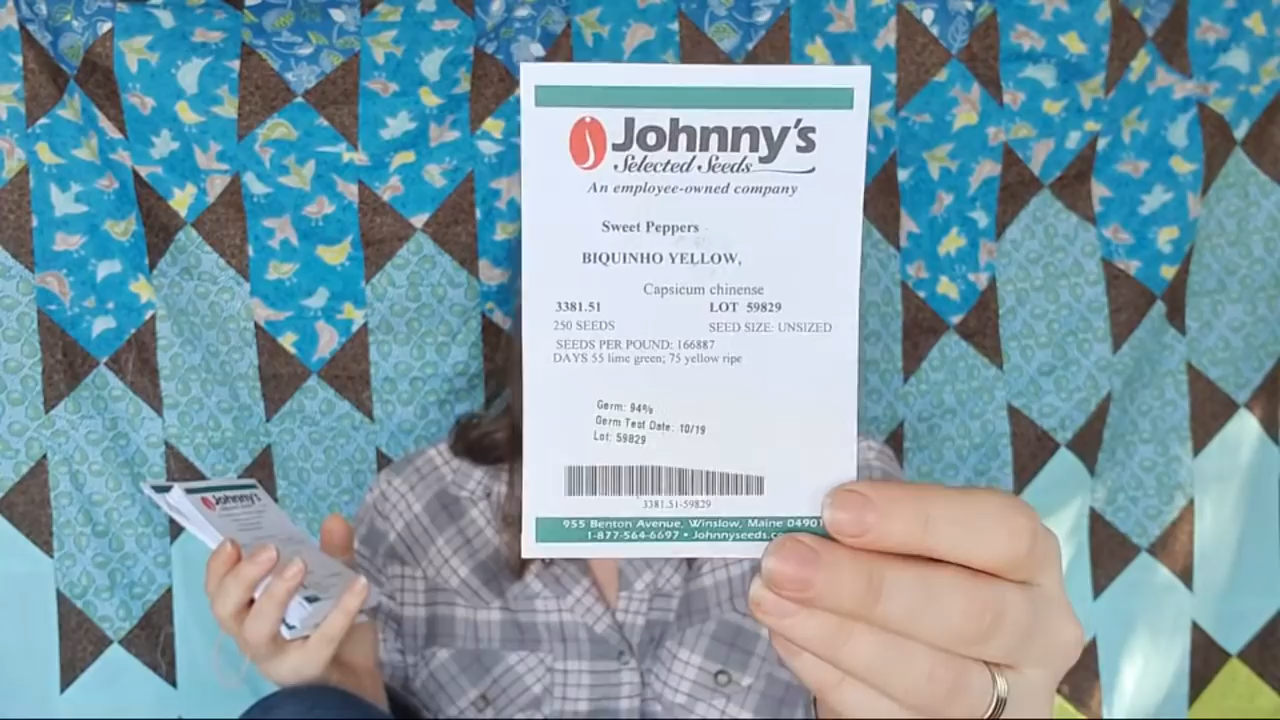 Johnny's
Selected Seeds
An employee-owned company
Sweet Peppers
BIQUINHO YELLOW,
Capsicum chinense
3381.51 LOT 59829
250 SEEDS SEED SIZE: UNSIZED
SEEDS PER POUND: 166887
DAYS 55 lime green; 75 yellow ripe
Germ: 94%
Germ Test Date: 10/19
Lot: 59829
3381.51-59829
955 Benton Avenue, Winslow, Maine 04901
1-877-564-6697 • Johnnyseeds.c
Johnny's